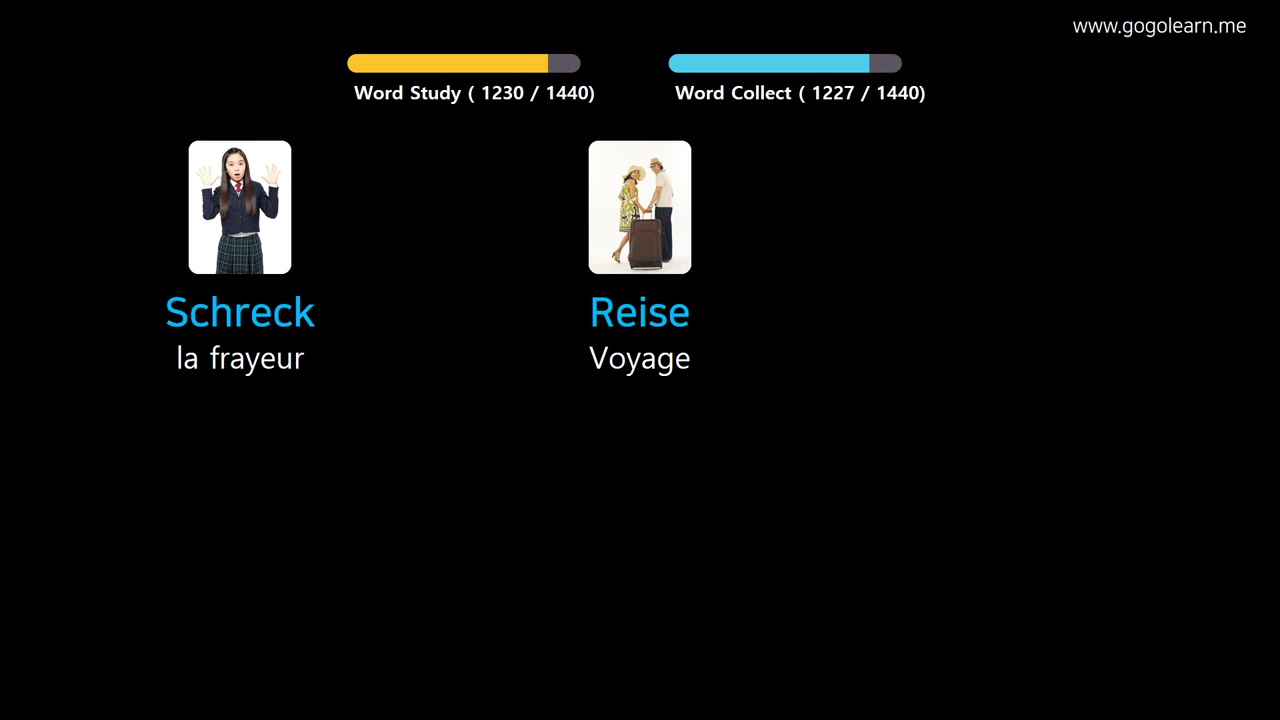 www.gogolearn.me
Word Study ( 1230 / 1440)
Word Collect ( 1227 / 1440)
Schreck
la frayeur
Reise
Voyage